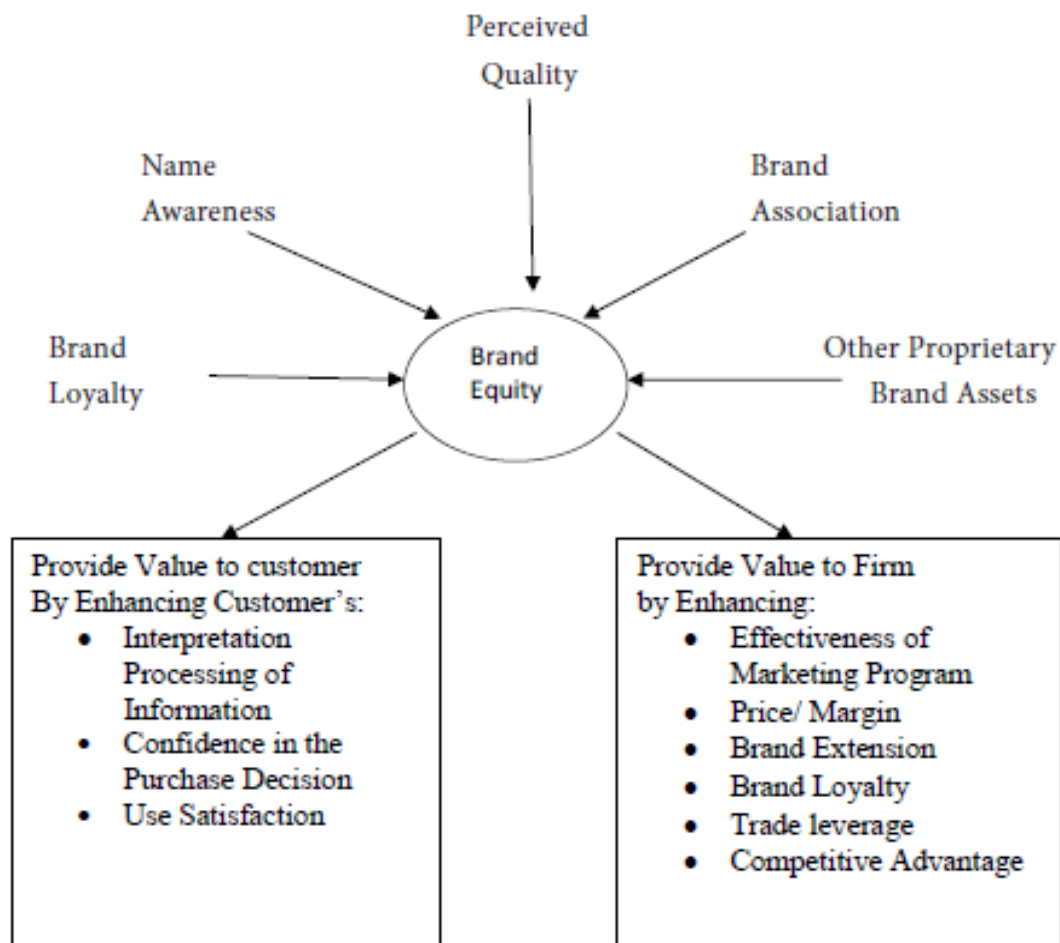 Perceived
Quality
Name
Awareness
Brand
Association
Brand
Loyalty
Brand
Equity
Other Proprietary
Brand Assets
Provide Value to customer
By Enhancing Customer’s:
• Interpretation
Processing of
Information
• Confidence in the
Purchase Decision
• Use Satisfaction
Provide Value to Firm
by Enhancing:
• Effectiveness of
Marketing Program
• Price/ Margin
• Brand Extension
• Brand Loyalty
• Trade leverage
• Competitive Advantage